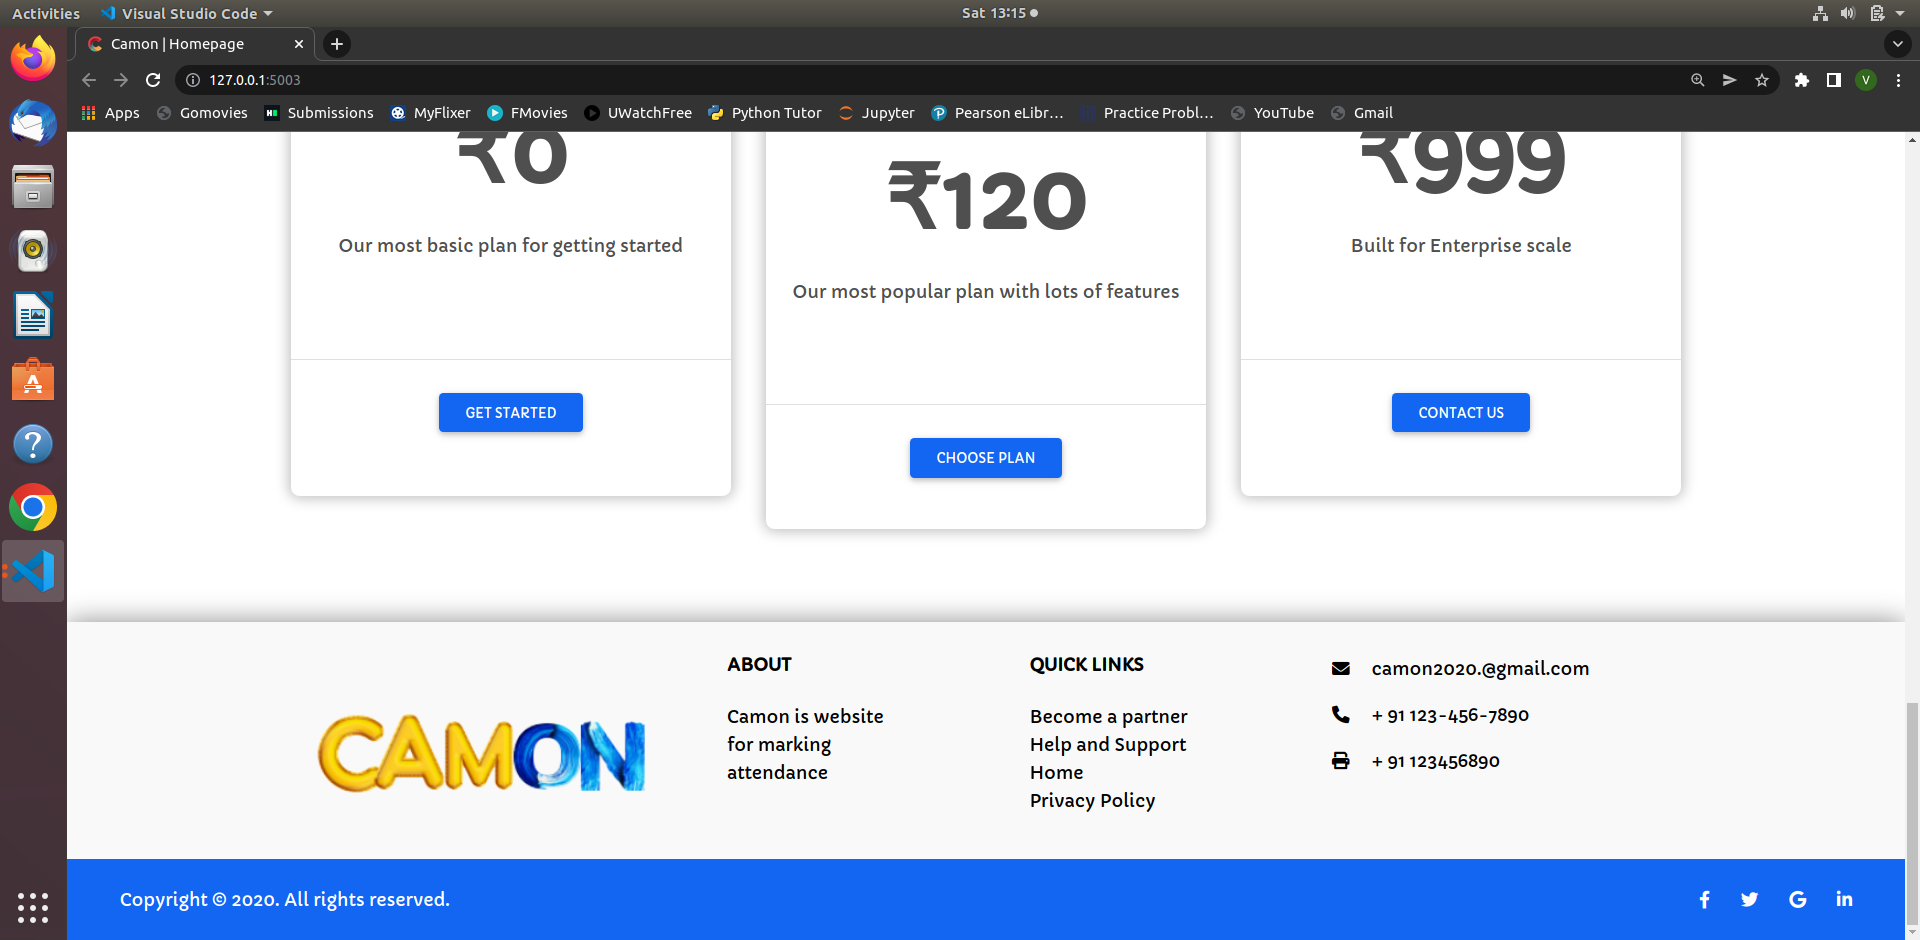 Activities
Visual Studio Code
Sat 13:15
Camon | Homepage
127.0.0.1:5003
V
Apps
Gomovies
Submissions
MyFlixer
FMovies
UWatchFree
Python Tutor
Jupyter
Pearson eLibr...
Practice Probl...
YouTube
Gmail
₹0
Our most basic plan for getting started
GET STARTED
₹120
Our most popular plan with lots of features
CHOOSE PLAN
₹999
Built for Enterprise scale
CONTACT US
CAMON
ABOUT
Camon is website
for marking
attendance
QUICK LINKS
Become a partner
Help and Support
Home
Privacy Policy
camon2020.@gmail.com
+ 91 123-456-7890
+ 91 123456890
Copyright © 2020. All rights reserved.